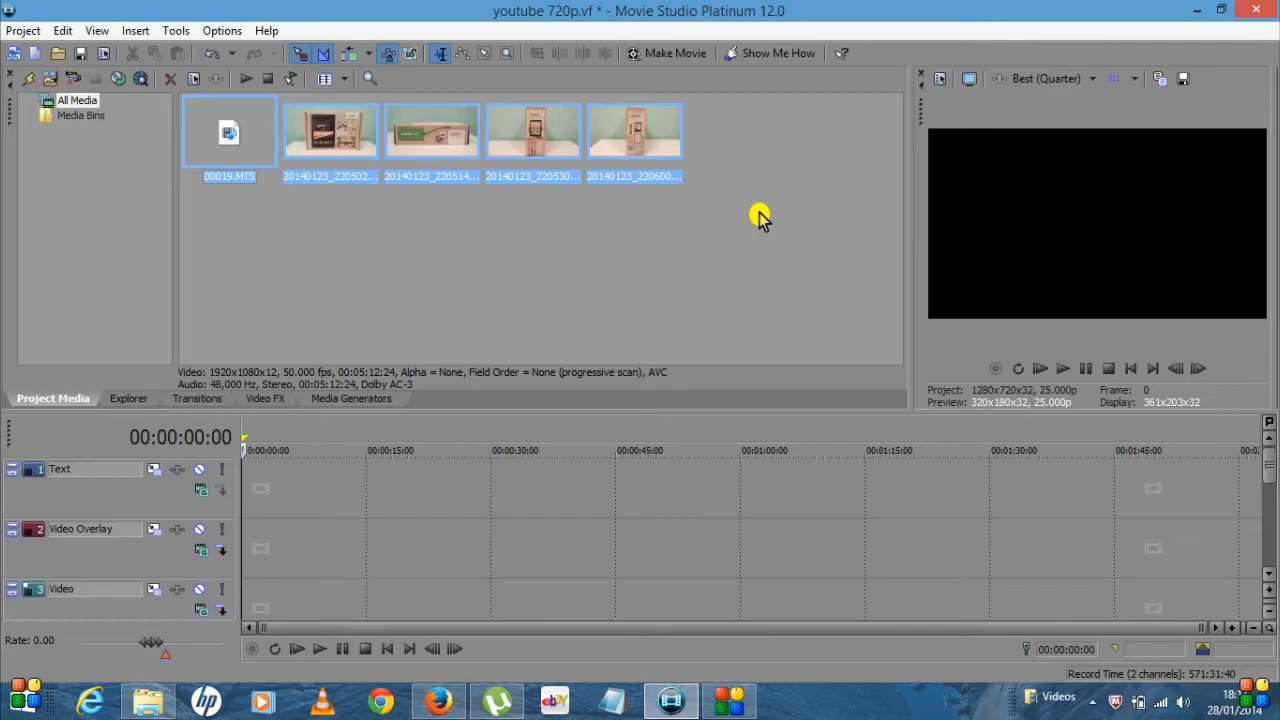 youtube 720p.vf * - Movie Studio Platinum 12.0
Project Edit View Insert Tools Options Help
Make Movie Show Me How
All Media
Media Bins
00019.MTS 20140123_220502... 20140123_220514... 20140123_220530... 20140123_220600...
Best (Quarter)
Video: 1920x1080x12, 50.000 fps, 00:05:12:24, Alpha = None, Field Order = None (progressive scan), AVC
Audio: 48,000 Hz, Stereo, 00:05:12:24, Dolby AC-3
Project Media Explorer Transitions Video FX Media Generators
Project: 1280x720x32, 25.000p Frame: 0
Preview: 320x180x32, 25.000p Display: 361x203x32
00:00:00:00
0:00:00:00 00:00:15:00 00:00:30:00 00:00:45:00 00:01:00:00 00:01:15:00 00:01:30:00 00:01:45:00
1 Text
2 Video Overlay
3 Video
Rate: 0.00
00:00:00:00
Record Time (2 channels): 571:31:40
Videos
28/01/2014